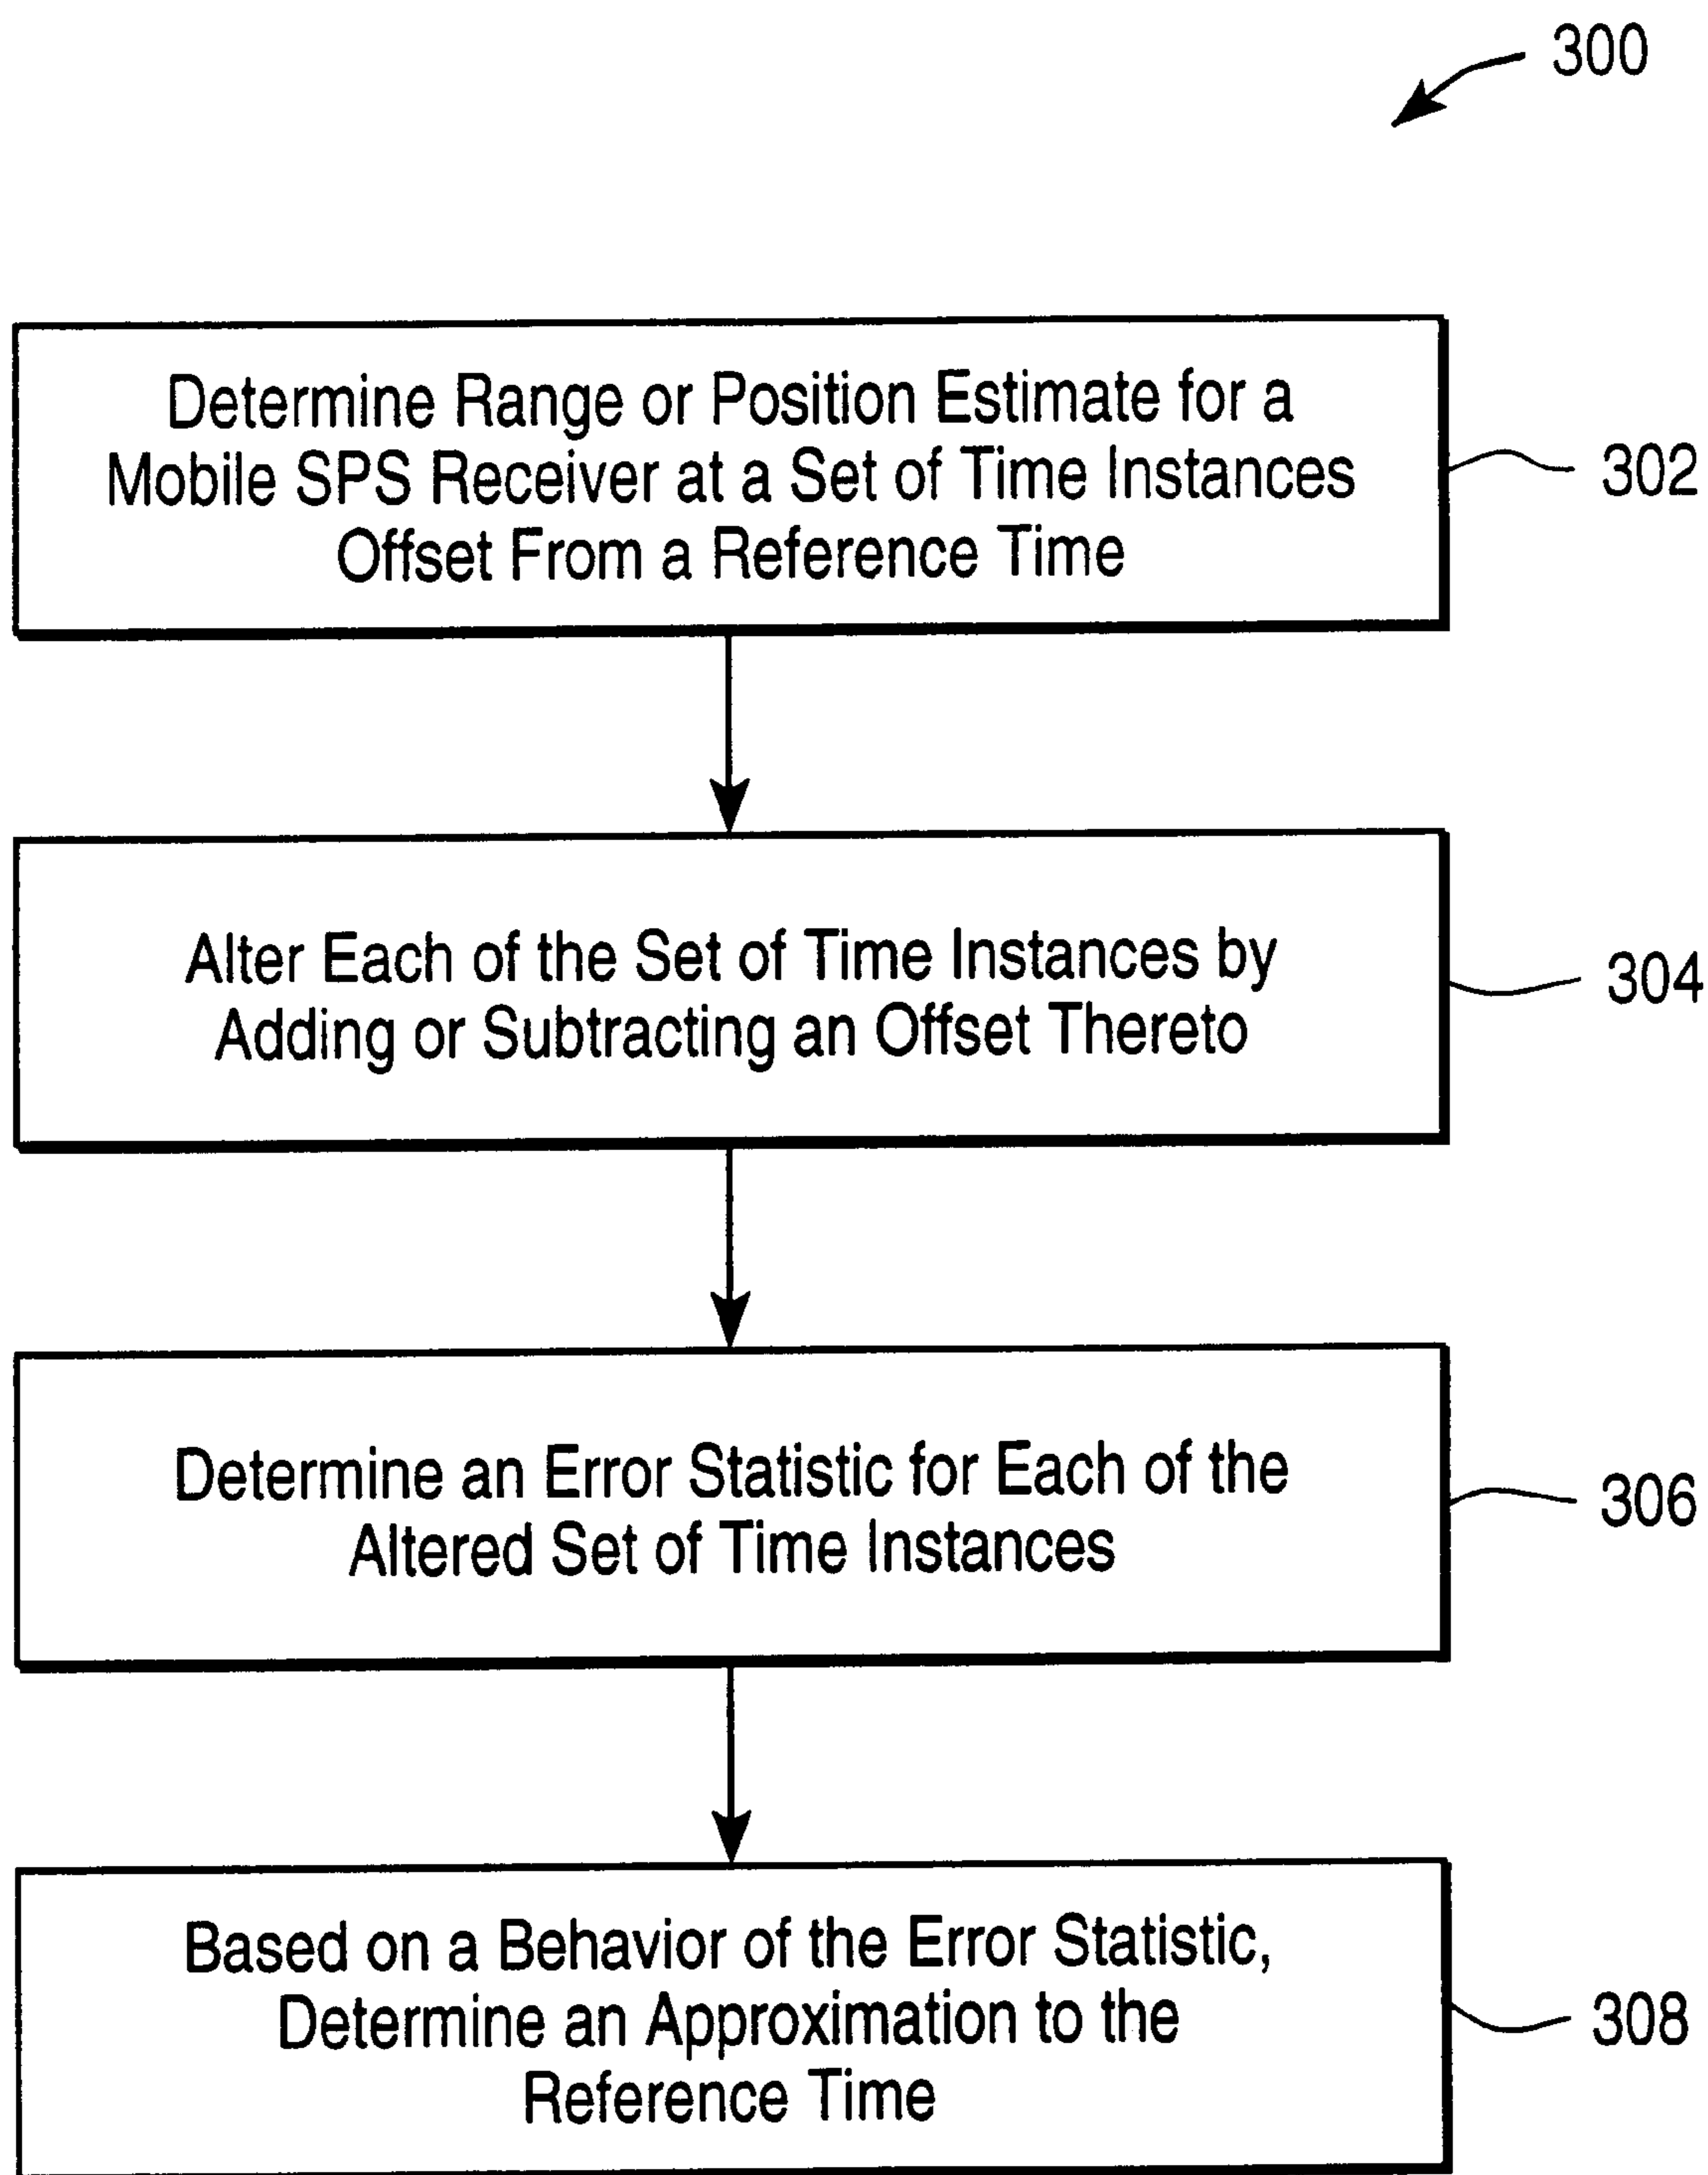 300
Determine Range or Position Estimate for a
Mobile SPS Receiver at a Set of Time Instances
Offset From a Reference Time
302
Alter Each of the Set of Time Instances by
Adding or Subtracting an Offset Thereto
304
Determine an Error Statistic for Each of the
Altered Set of Time Instances
306
Based on a Behavior of the Error Statistic,
Determine an Approximation to the
Reference Time
308